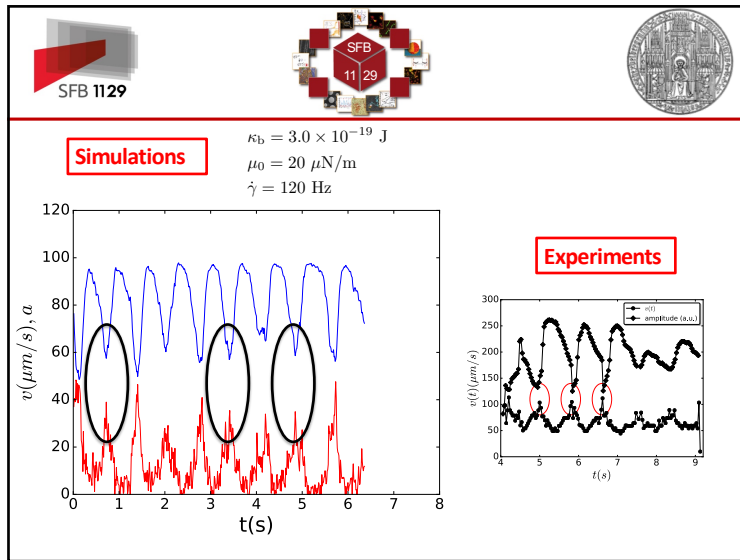 SFB 1129
SFB
11 29
Simulations
κ_b = 3.0 × 10^−19 J
μ_0 = 20 μN/m
γ̇ = 120 Hz
v(μm/s), a
120
100
80
60
40
20
0
0 1 2 3 4 5 6 7 8
t(s)
Experiments
v(t)
amplitude (a.u.)
v(t)(μm/s)
300
250
200
150
100
50
0
4 5 6 7 8 9
t(s)